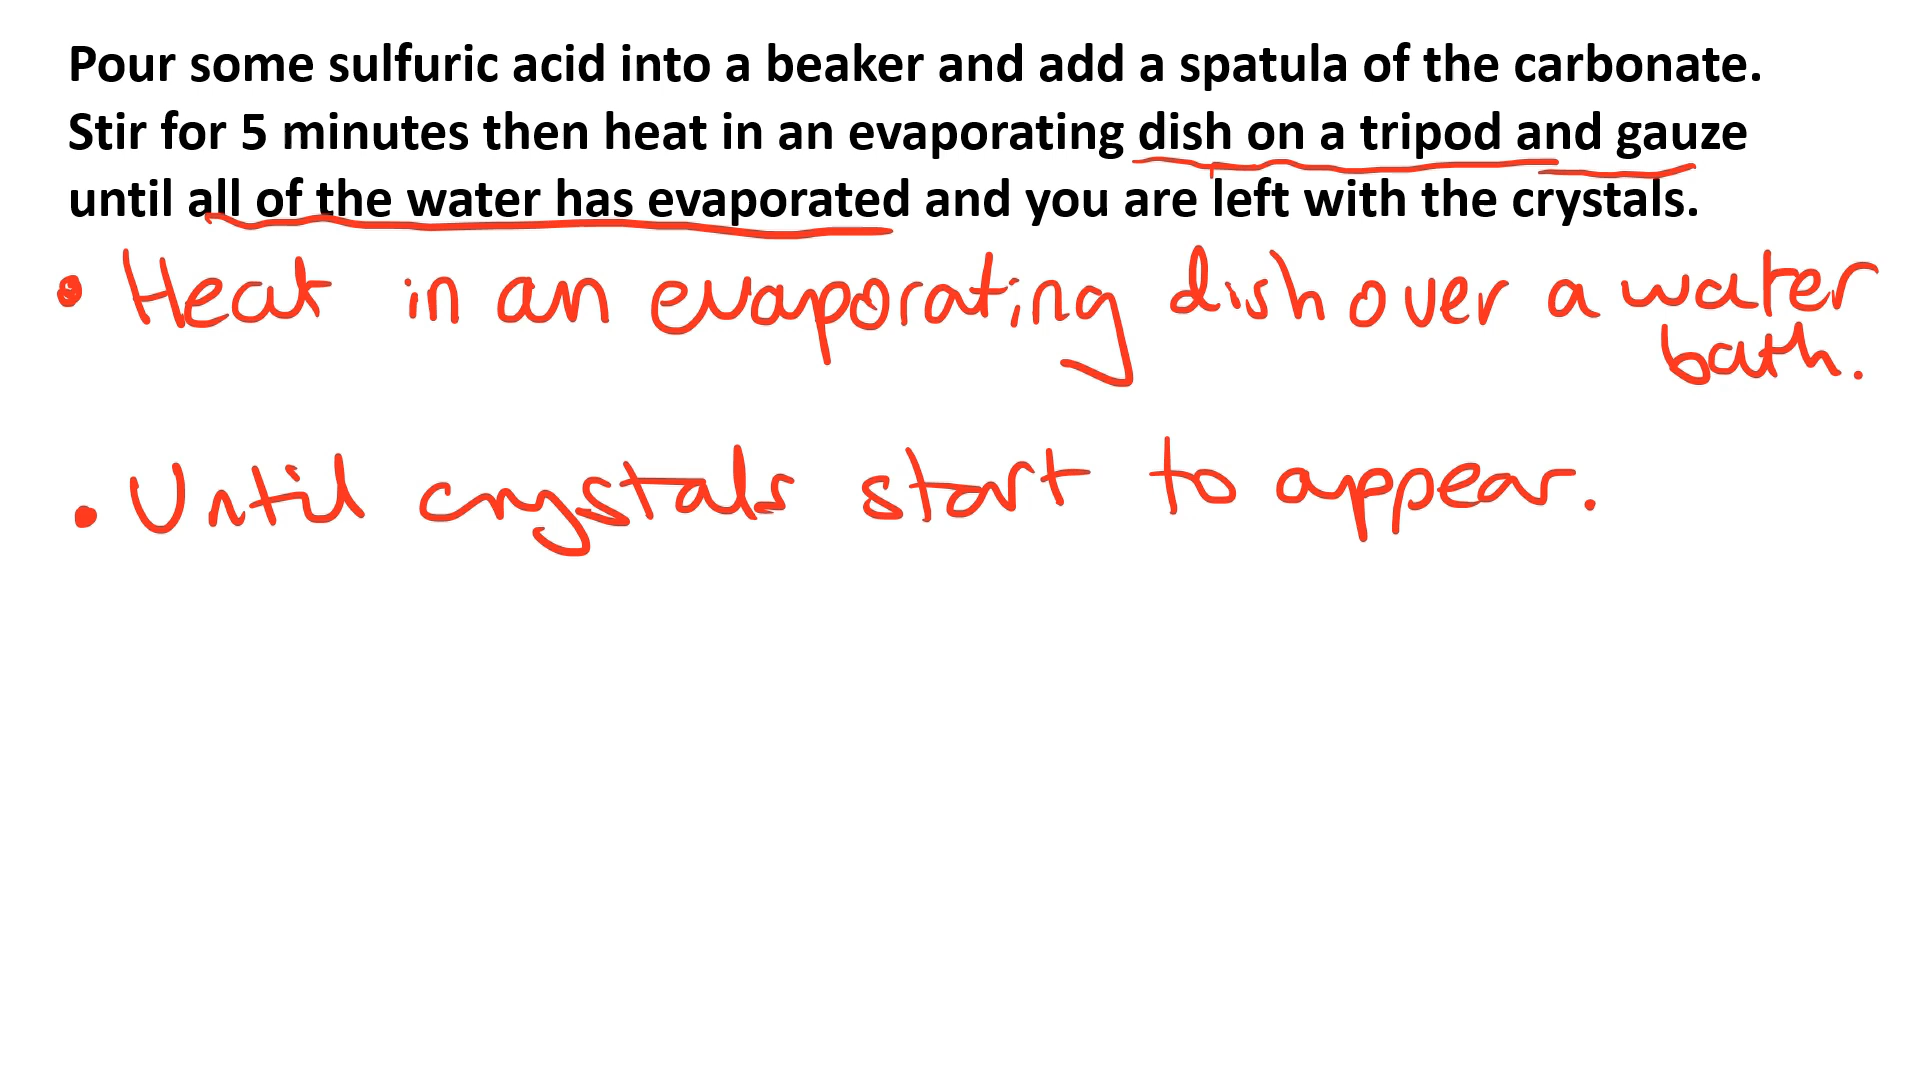 Pour some sulfuric acid into a beaker and add a spatula of the carbonate.
Stir for 5 minutes then heat in an evaporating dish on a tripod and gauze
until all of the water has evaporated and you are left with the crystals.
• Heat in an evaporating dish over a water
bath.
• Until crystals start to appear.